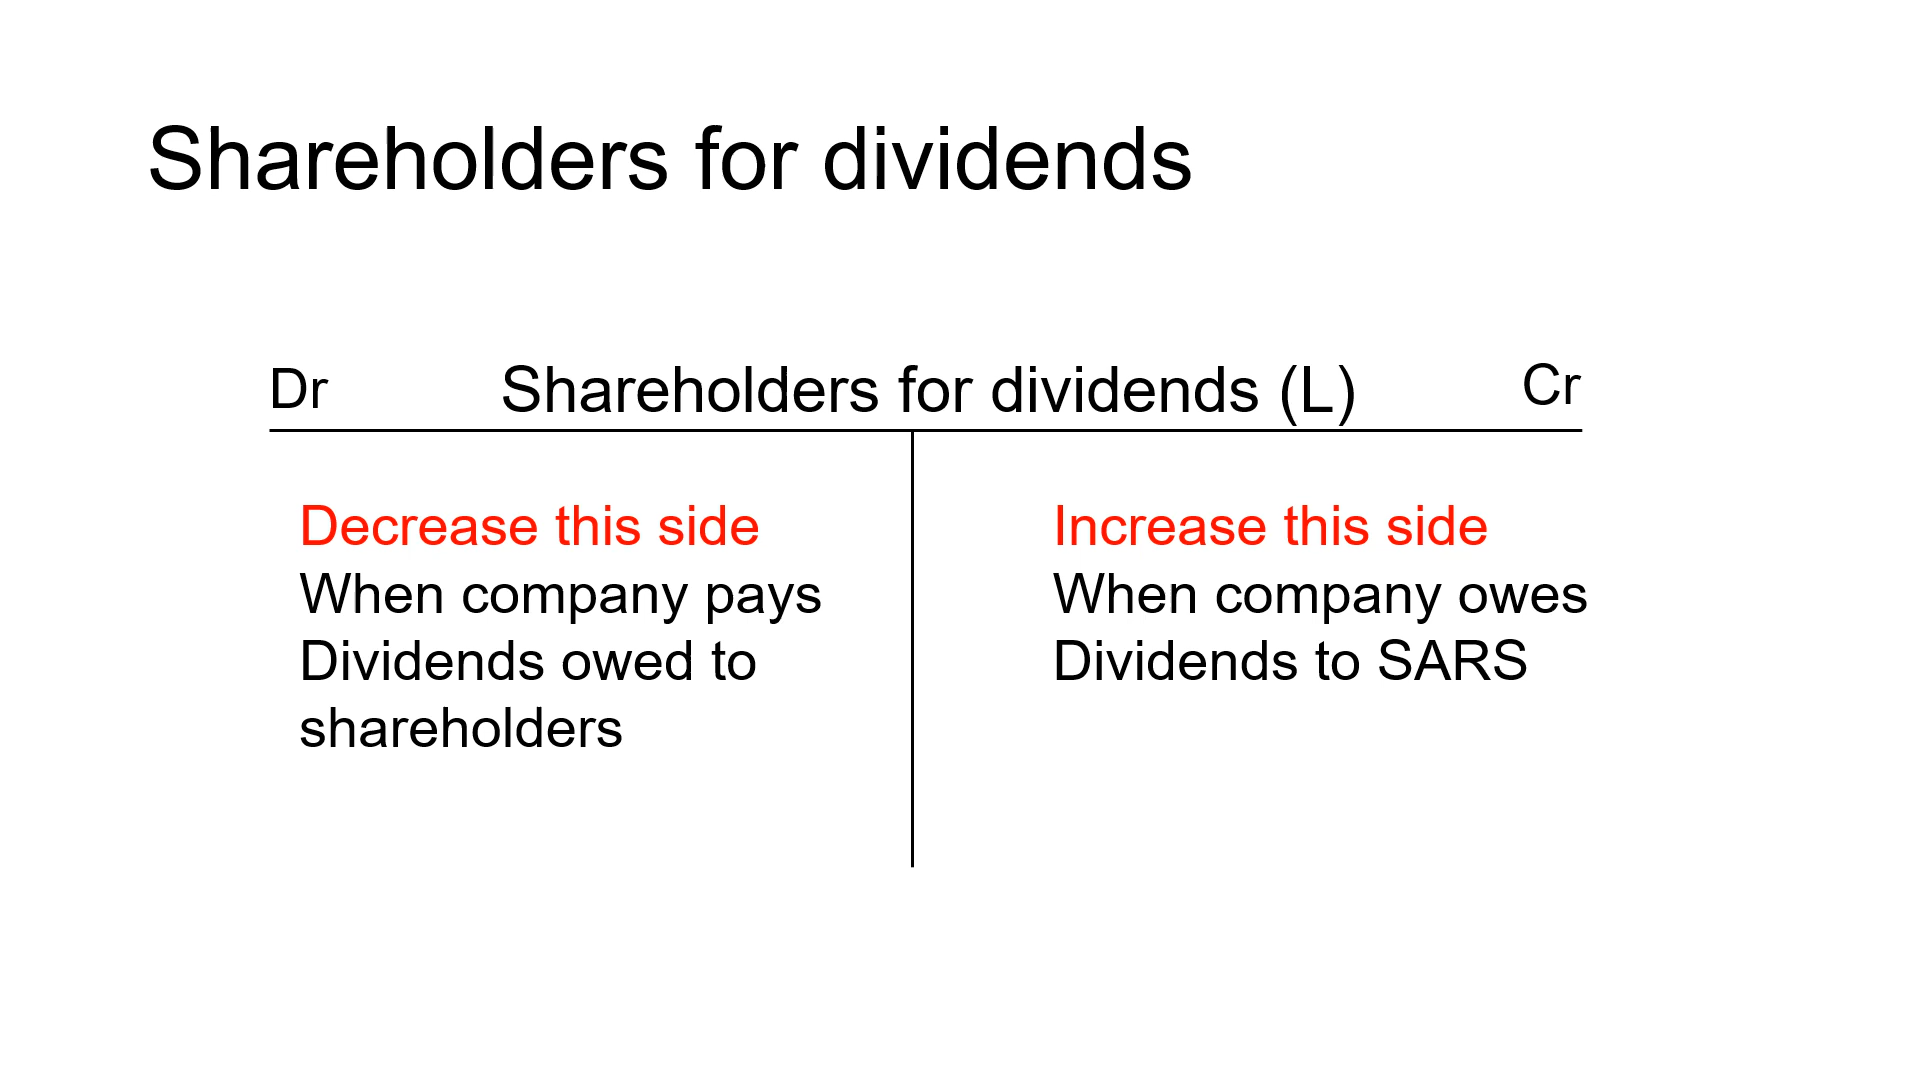 Shareholders for dividends
Dr Shareholders for dividends (L) Cr
Decrease this side
When company pays
Dividends owed to
shareholders
Increase this side
When company owes
Dividends to SARS